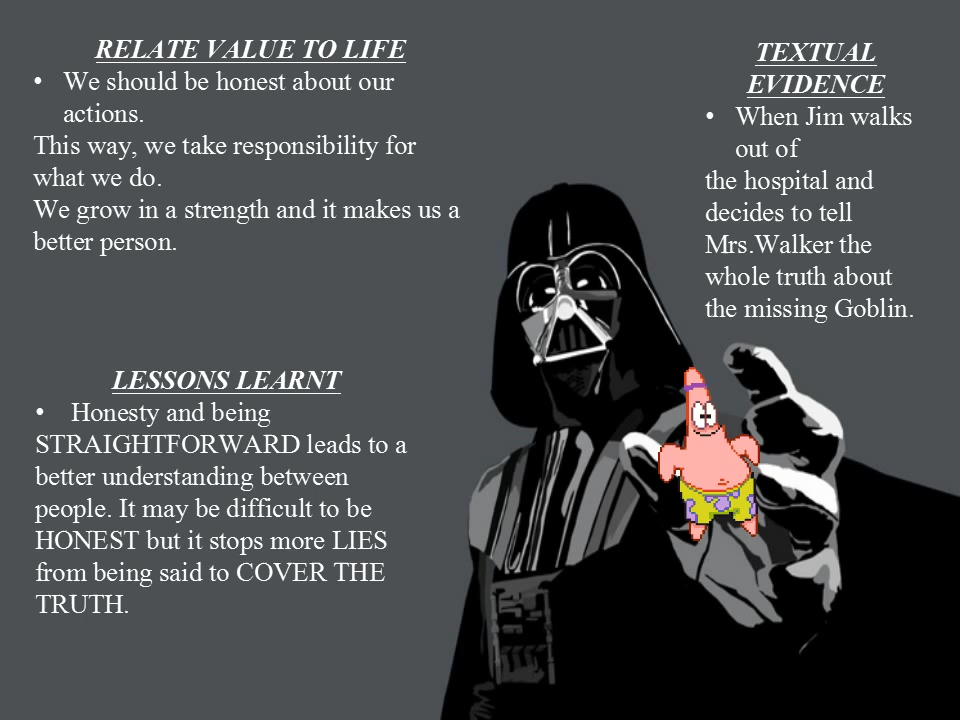 RELATE VALUE TO LIFE
• We should be honest about our
actions.
This way, we take responsibility for
what we do.
We grow in a strength and it makes us a
better person.
LESSONS LEARNT
• Honesty and being
STRAIGHTFORWARD leads to a
better understanding between
people. It may be difficult to be
HONEST but it stops more LIES
from being said to COVER THE
TRUTH.
TEXTUAL
EVIDENCE
• When Jim walks
out of
the hospital and
decides to tell
Mrs.Walker the
whole truth about
the missing Goblin.